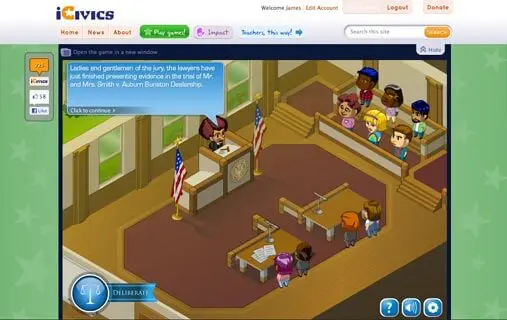 iCivics
Welcome James | Edit Account
Logout
Donate
Home
News
About
Play games!
Impact
Teachers, this way!
Search this site
Search
Open the game in a new window
Hide
iCivics
58
Like
Ladies and gentlemen of the jury, the lawyers have
just finished presenting evidence in the trial of Mr.
and Mrs. Smith v. Auburn Bunston Dealership.
Click to continue >
Deliberate
?